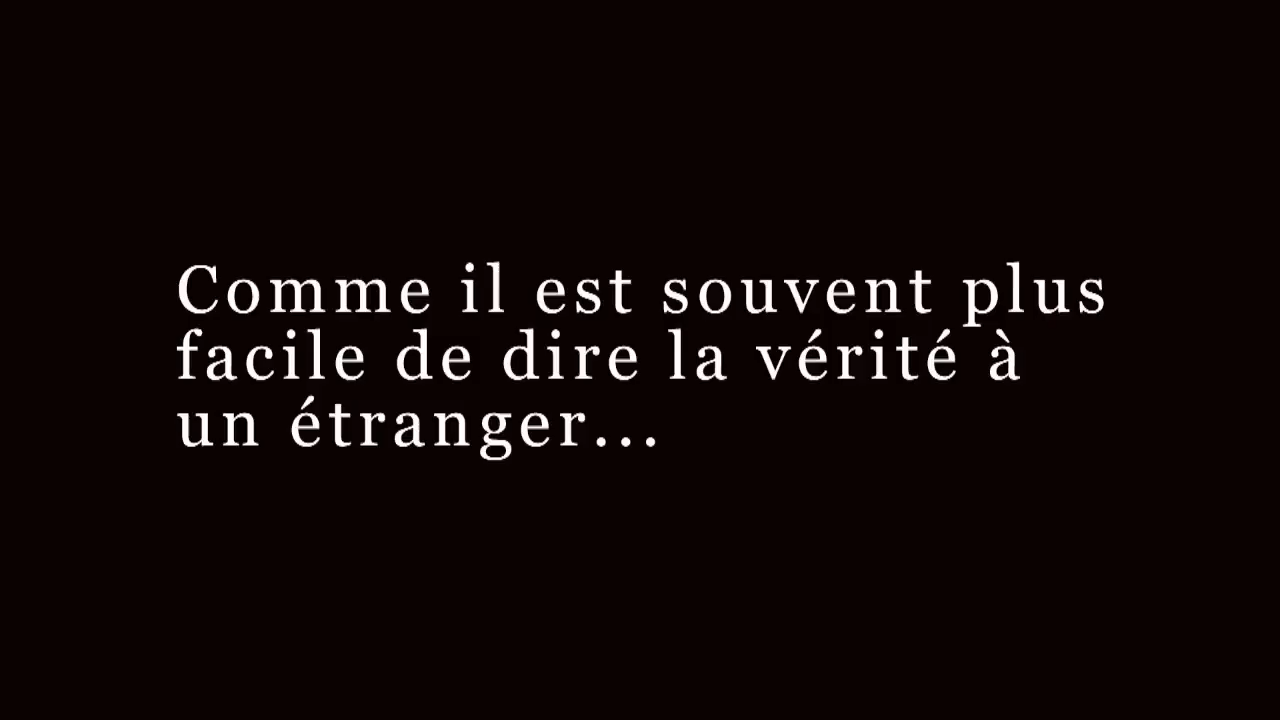 Comme il est souvent plus
facile de dire la vérité à
un étranger...